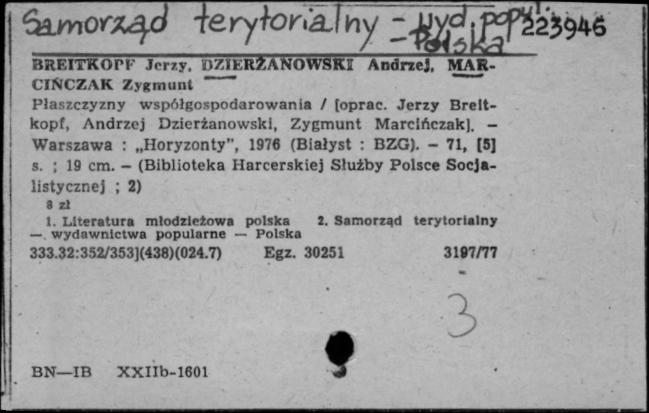 Samorząd terytorialny - wyd. popul. 223946
- Polska
BREITKOPF Jerzy, DZIERŻANOWSKI Andrzej, MAR-
CIŃCZAK Zygmunt
Płaszczyzny współgospodarowania / [oprac. Jerzy Breit-
kopf, Andrzej Dzierżanowski, Zygmunt Marcińczak]. —
Warszawa : „Horyzonty”, 1976 (Białyst : BZG). — 71, [5]
s. ; 19 cm. — (Biblioteka Harcerskiej Służby Polsce Socja-
listycznej ; 2)
8 zł
1. Literatura młodzieżowa polska 2. Samorząd terytorialny
— wydawnictwa popularne — Polska
333.32:352/353](438)(024.7) Egz. 30251 3197/77
3
BN—IB XXIIb-1601